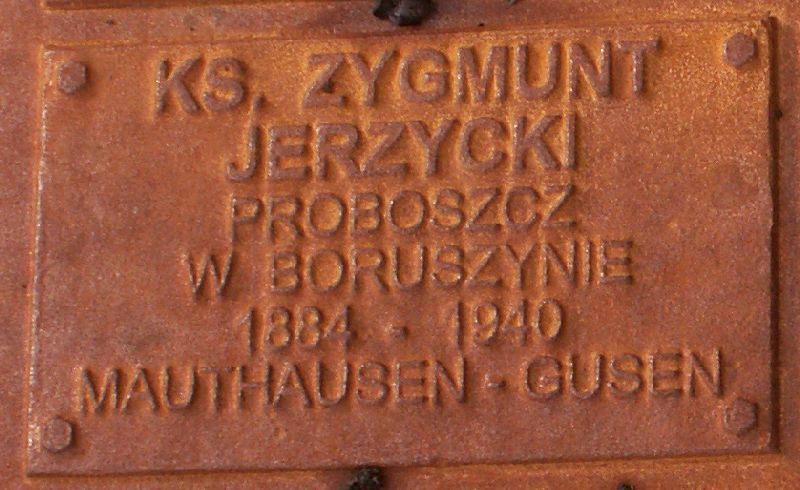 KS. ZYGMUNT
JERZYCKI
PROBOSZCZ
W BORUSZYNIE
1884 - 1940
MAUTHAUSEN - GUSEN